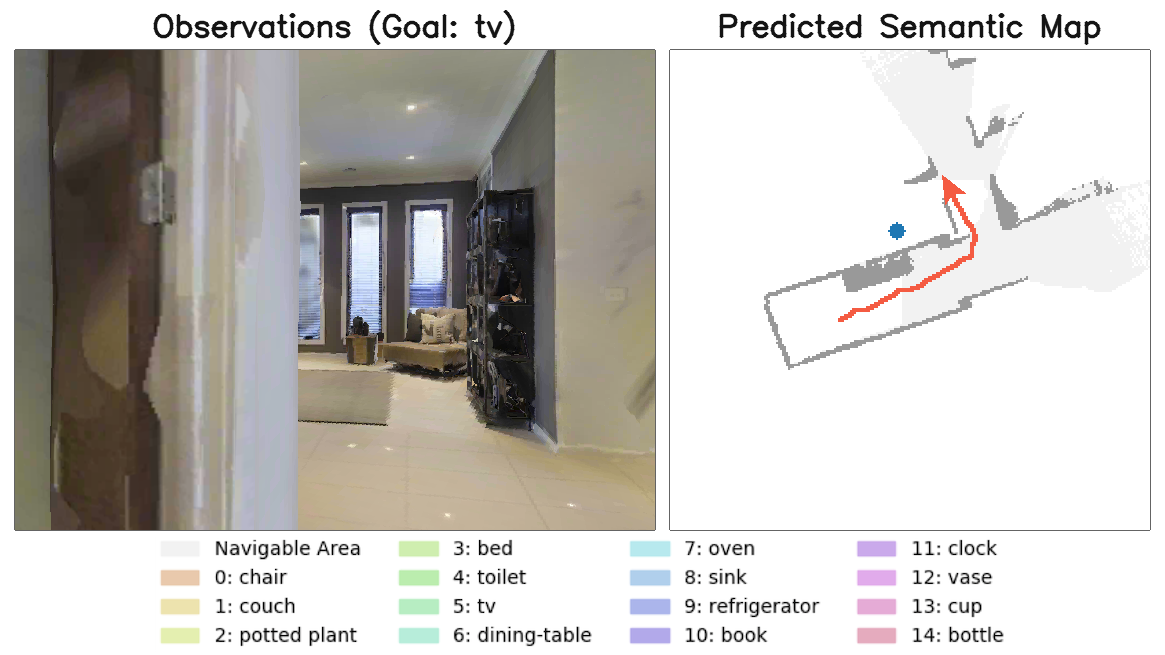 Observations (Goal: tv)
Predicted Semantic Map
Navigable Area
0: chair
1: couch
2: potted plant
3: bed
4: toilet
5: tv
6: dining-table
7: oven
8: sink
9: refrigerator
10: book
11: clock
12: vase
13: cup
14: bottle